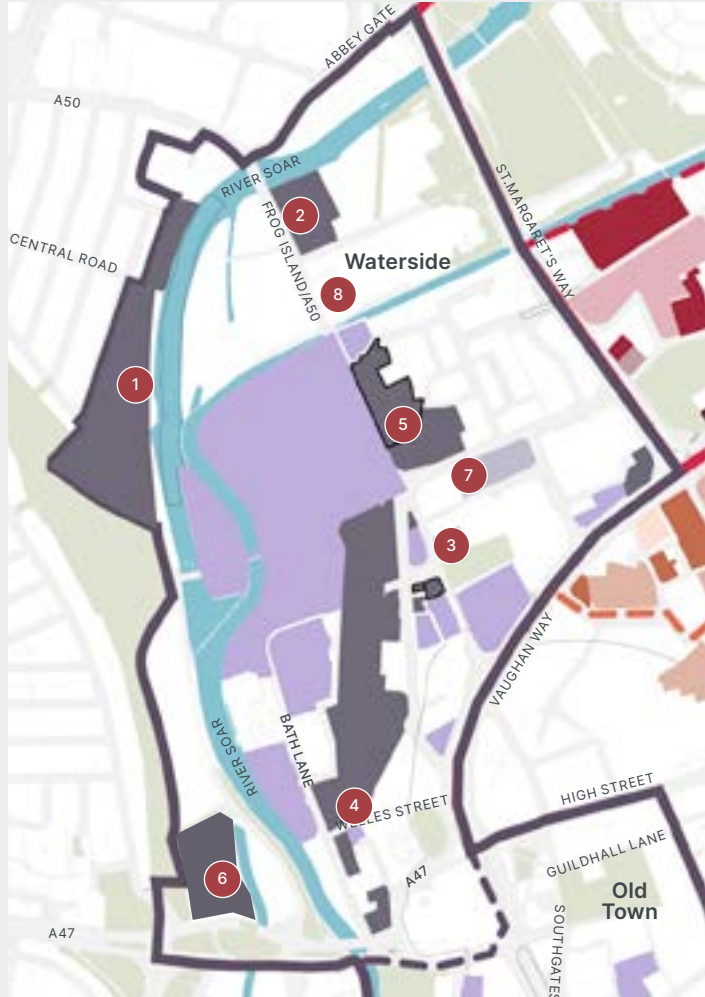 ABBEY GATE
A50
RIVER SOAR
ST.MARGARET'S WAY
2
FROG ISLAND/A50
CENTRAL ROAD
Waterside
8
1
5
7
3
VAUGHAN WAY
RIVER SOAR
BATH LANE
4
WELLES STREET
HIGH STREET
GUILDHALL LANE
6
A47
Old
Town
A47
SOUTHGATES